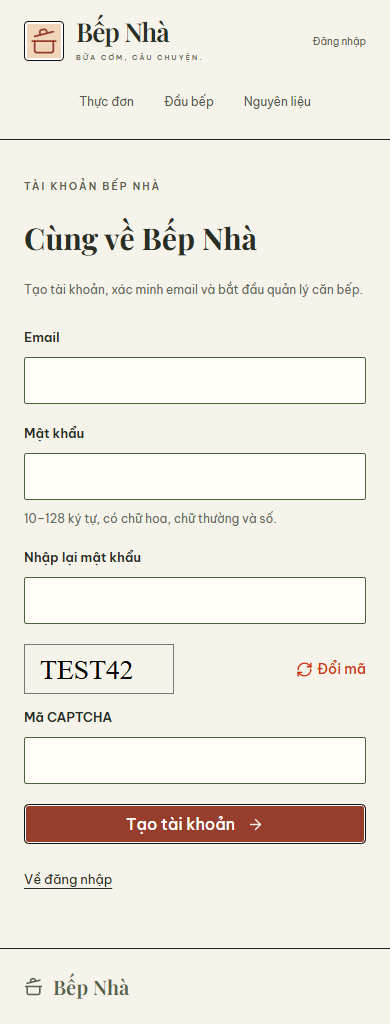 Bếp Nhà
BỮA CƠM, CÂU CHUYỆN.
Đăng nhập
Thực đơn Đầu bếp Nguyên liệu
TÀI KHOẢN BẾP NHÀ
Cùng về Bếp Nhà
Tạo tài khoản, xác minh email và bắt đầu quản lý căn bếp.
Email
Mật khẩu
10–128 ký tự, có chữ hoa, chữ thường và số.
Nhập lại mật khẩu
TEST42
Đổi mã
Mã CAPTCHA
Tạo tài khoản →
Về đăng nhập
Bếp Nhà